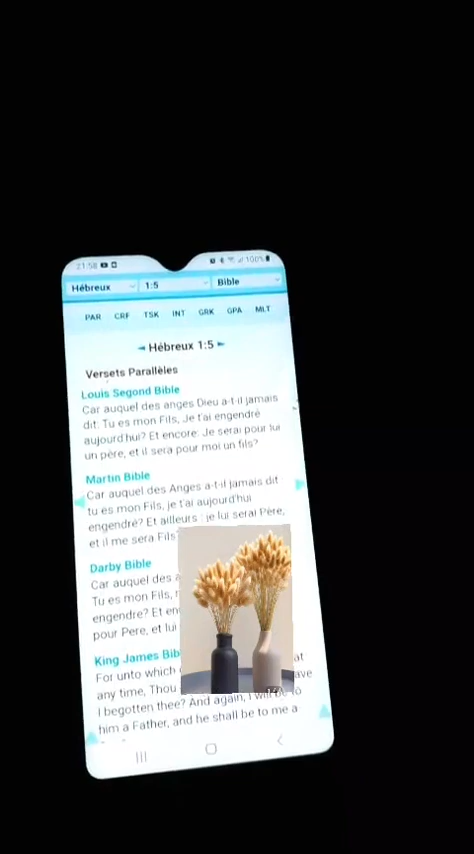 21:58
100%
Hébreux 1:5 Bible
PAR CRF TSK INT GRK GPA MLT
◄ Hébreux 1:5 ►
Versets Parallèles
Louis Segond Bible
Car auquel des anges Dieu a-t-il jamais
dit: Tu es mon Fils, Je t'ai engendré
aujourd'hui? Et encore: Je serai pour lui
un père, et il sera pour moi un fils?
Martin Bible
Car auquel des Anges a-t-il jamais dit :
tu es mon Fils, je t'ai aujourd'hui
engendré? Et ailleurs : je lui serai Père,
et il me sera Fils
Darby Bible
Car auquel des
Tu es mon Fils,
engendre? Et
pour Pere, et lui
King James
For unto which at
any time, Thou
I begotten thee? And again, I will be to
him a Father, and he shall be to me a